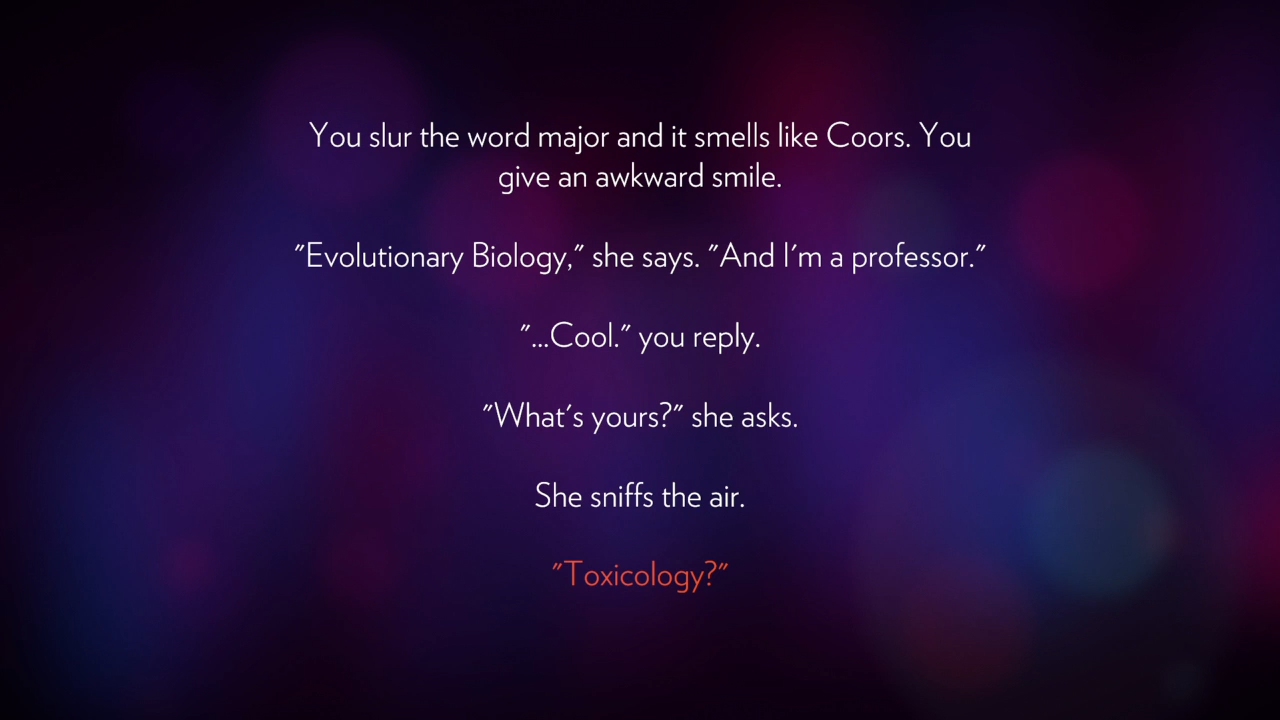 You slur the word major and it smells like Coors. You
give an awkward smile.
"Evolutionary Biology," she says. "And I'm a professor."
"...Cool." you reply.
"What's yours?" she asks.
She sniffs the air.
"Toxicology?"